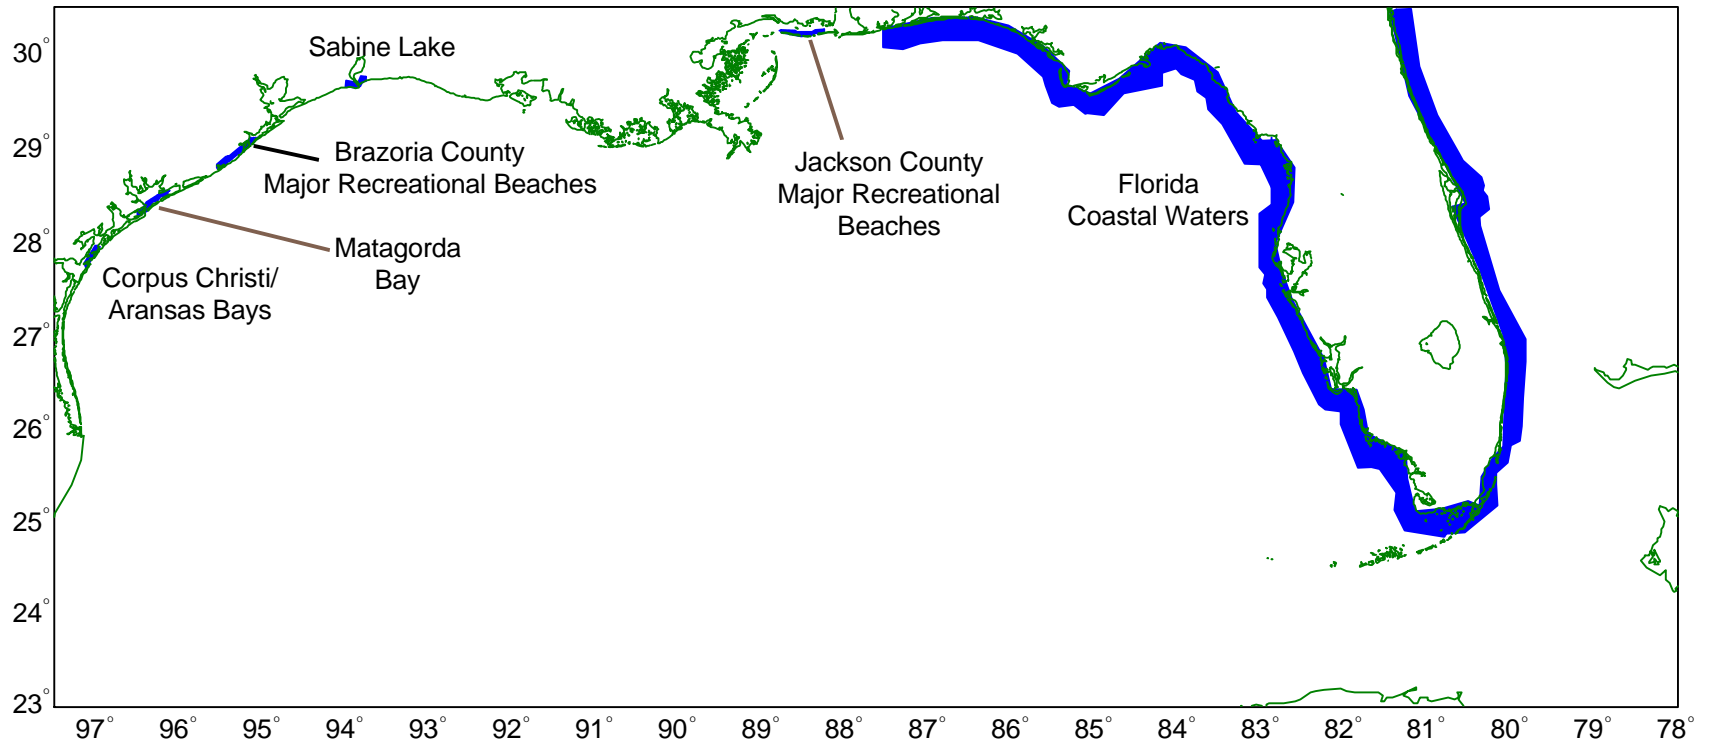 30°
29°
28°
27°
26°
25°
24°
23°
Sabine Lake
Brazoria County
Major Recreational Beaches
Matagorda
Bay
Corpus Christi/
Aransas Bays
Jackson County
Major Recreational
Beaches
Florida
Coastal Waters
97° 96° 95° 94° 93° 92° 91° 90° 89° 88° 87° 86° 85° 84° 83° 82° 81° 80° 79° 78°